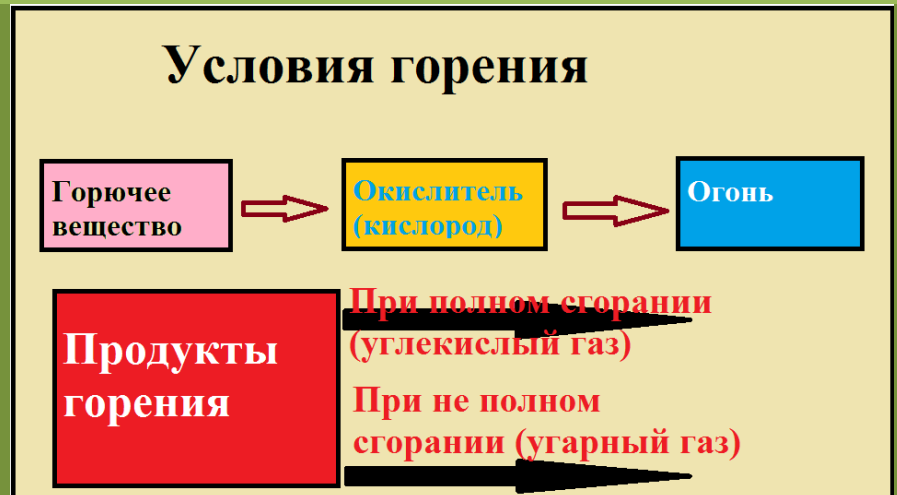 Условия горения
Горючее
вещество
Окислитель
(кислород)
Огонь
Продукты
горения
При полном сгорании
(углекислый газ)
При не полном
сгорании (угарный газ)